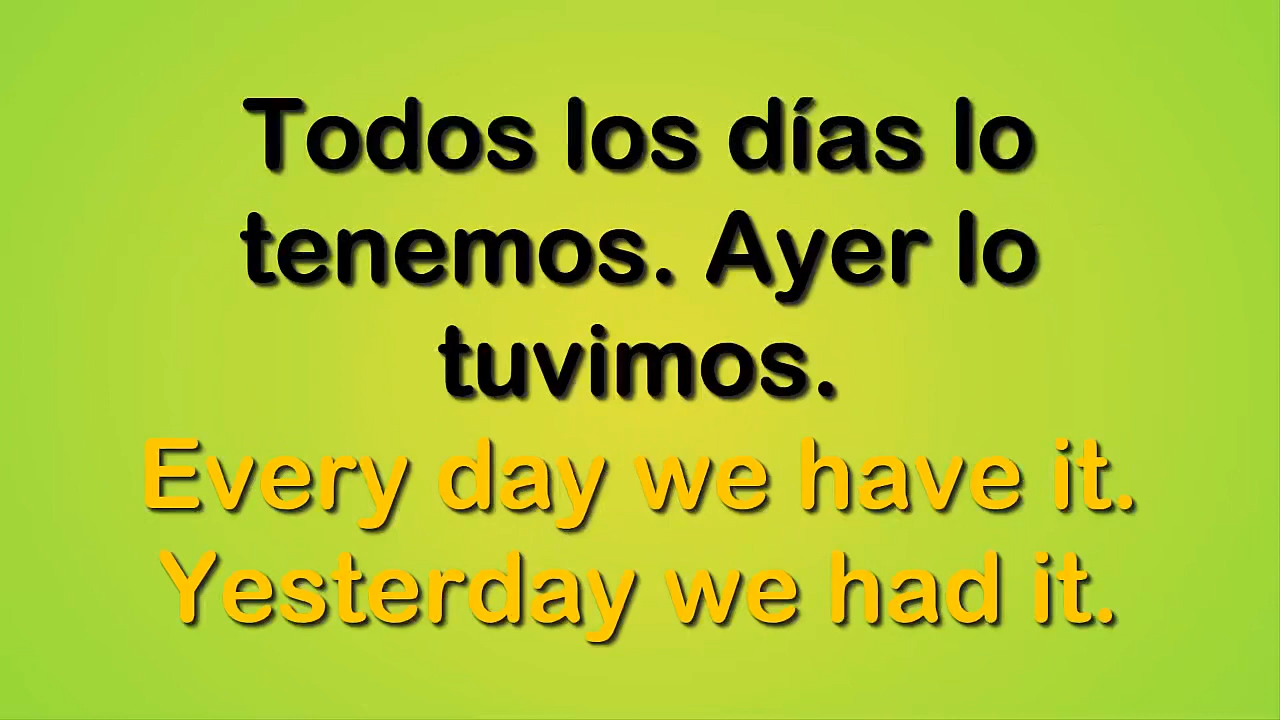 Todos los días lo
tenemos. Ayer lo
tuvimos.
Every day we have it.
Yesterday we had it.